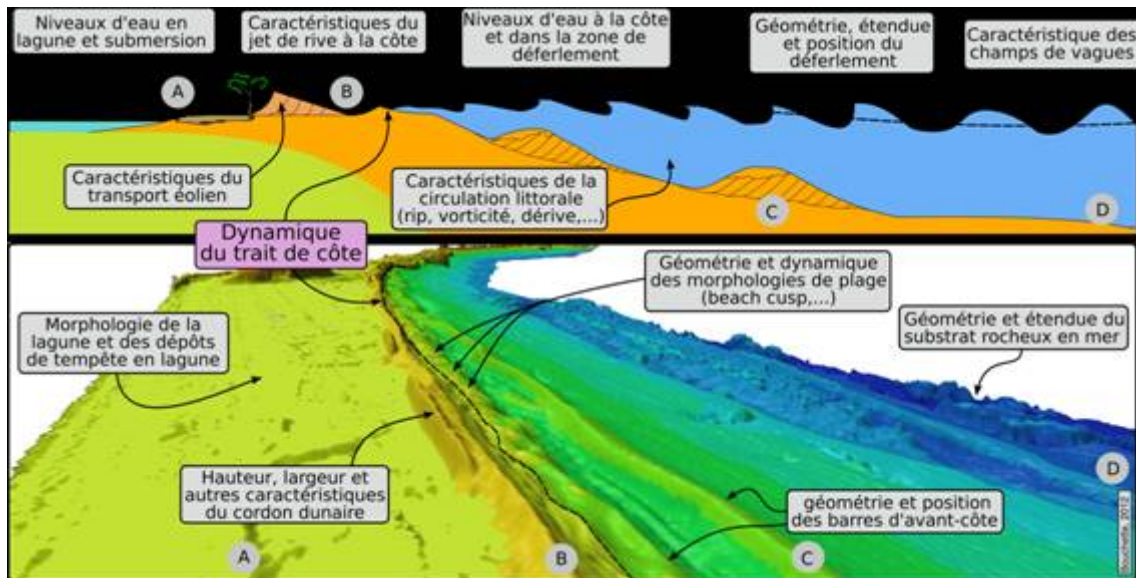 Niveaux d'eau en
lagune et submersion
Caractéristiques du
jet de rive à la côte
Niveaux d'eau à la côte
et dans la zone de
déferlement
Géométrie, étendue
et position du
déferlement
Caractéristique des
champs de vagues
A
B
Caractéristiques du
transport éolien
Caractéristiques de la
circulation littorale
(rip, vorticité, dérive,...)
C
D
Dynamique
du trait de côte
Géométrie et dynamique
des morphologies de plage
(beach cusp,...)
Morphologie de la
lagune et des dépôts
de tempête en lagune
Géométrie et étendue du
substrat rocheux en mer
Hauteur, largeur et
autres caractéristiques
du cordon dunaire
géométrie et position
des barres d'avant-côte
D
A
B
C
Bouchette, 2012